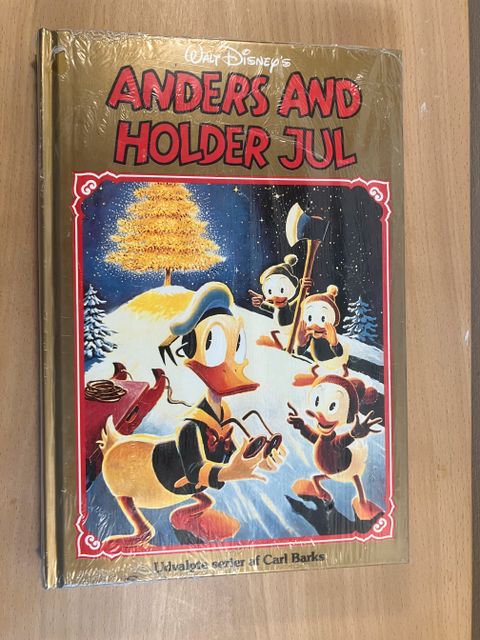 Walt Disney's
ANDERS AND
HOLDER JUL
Udvalgte serier af Carl Barks